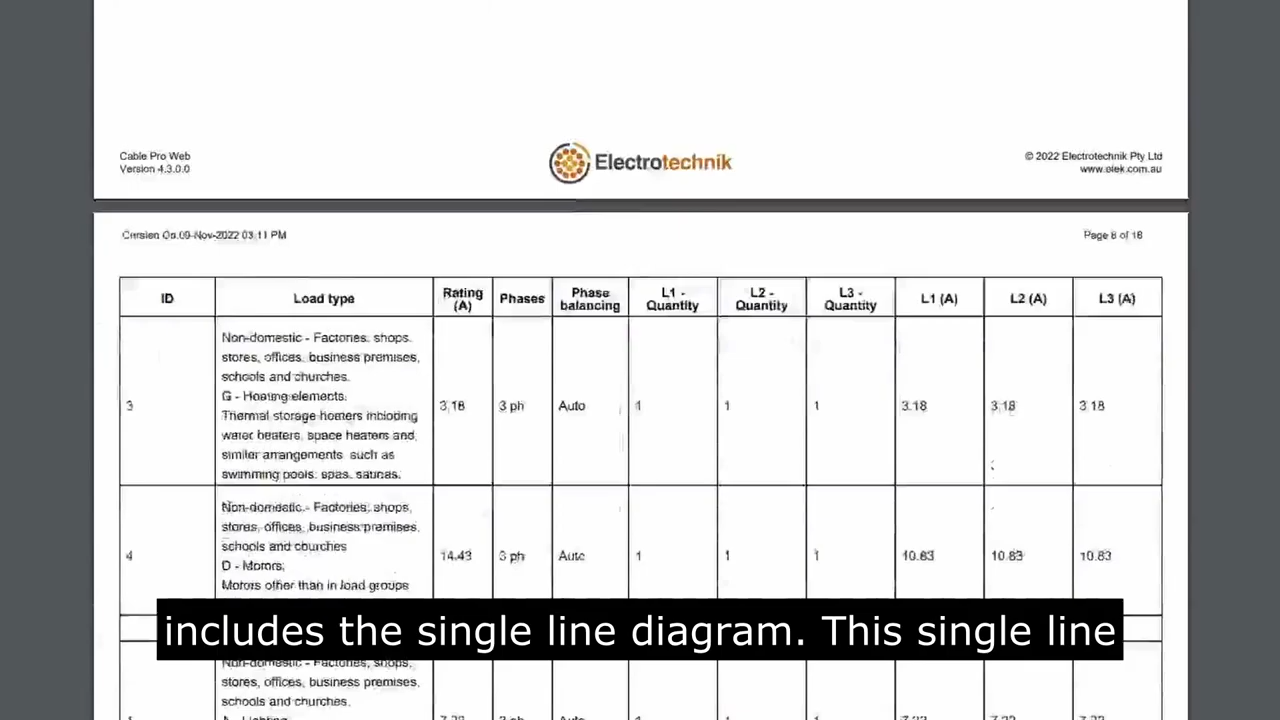 Cable Pro Web
Version 4.3.0.0
Electrotechnik
© 2022 Electrotechnik Pty Ltd
www.elek.com.au
09-Nov-2022 03:11 PM
Page 8 of 18
ID Load type Rating (A) Phases Phase balancing L1 - Quantity L2 - Quantity L3 - Quantity L1 (A) L2 (A) L3 (A)
Non-domestic - Factories, shops,
stores, offices, business premises,
schools and churches.
G - Heating elements.
3 3.18 3 ph Auto 1 1 1 3.18 3.18 3.18
Thermal storage heaters including
water heaters, space heaters and
similar arrangements such as
swimming pools, spas, saunas.
Non-domestic - Factories, shops,
stores, offices, business premises,
schools and churches
4 14.43 3 ph Auto 1 1 1 10.83 10.83 10.83
D - Motors;
Motors other than in load groups
includes the single line diagram. This single line
Non-domestic - Factories, shops,
stores, offices, business premises,
schools and churches.